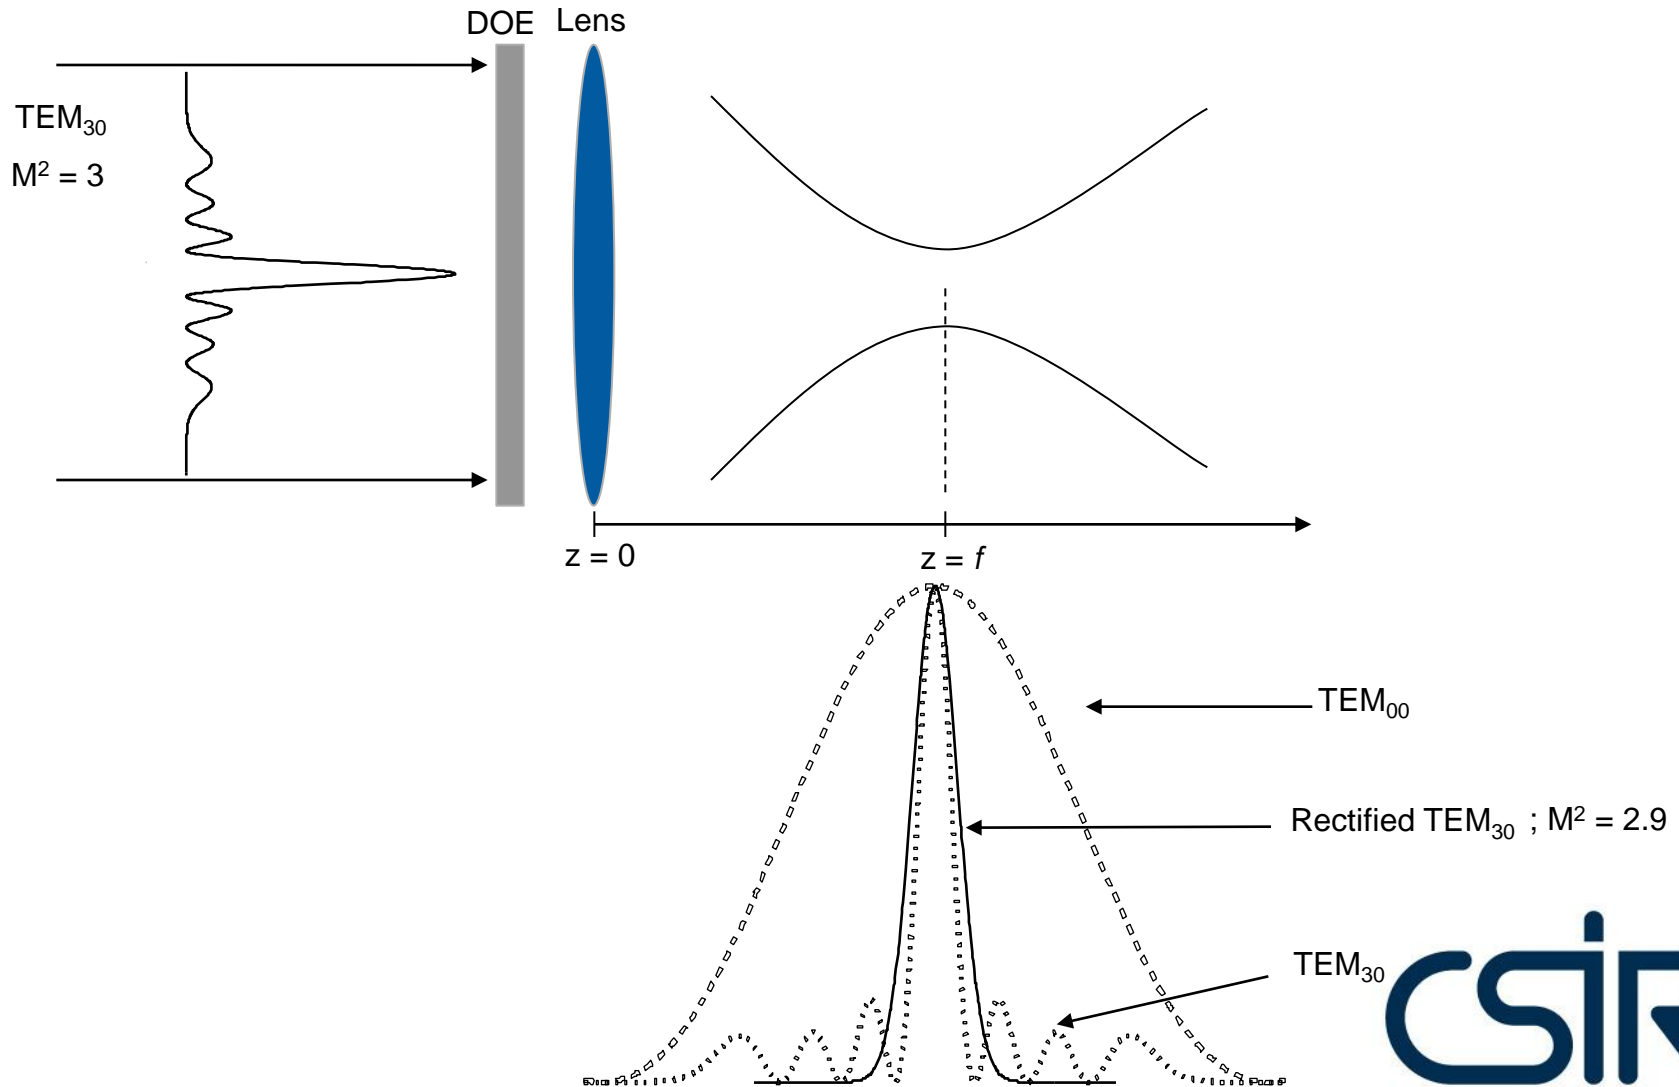 DOE Lens
TEM₃₀
M² = 3
z = 0
z = f
TEM₀₀
Rectified TEM₃₀ ; M² = 2.9
TEM₃₀
CSIR